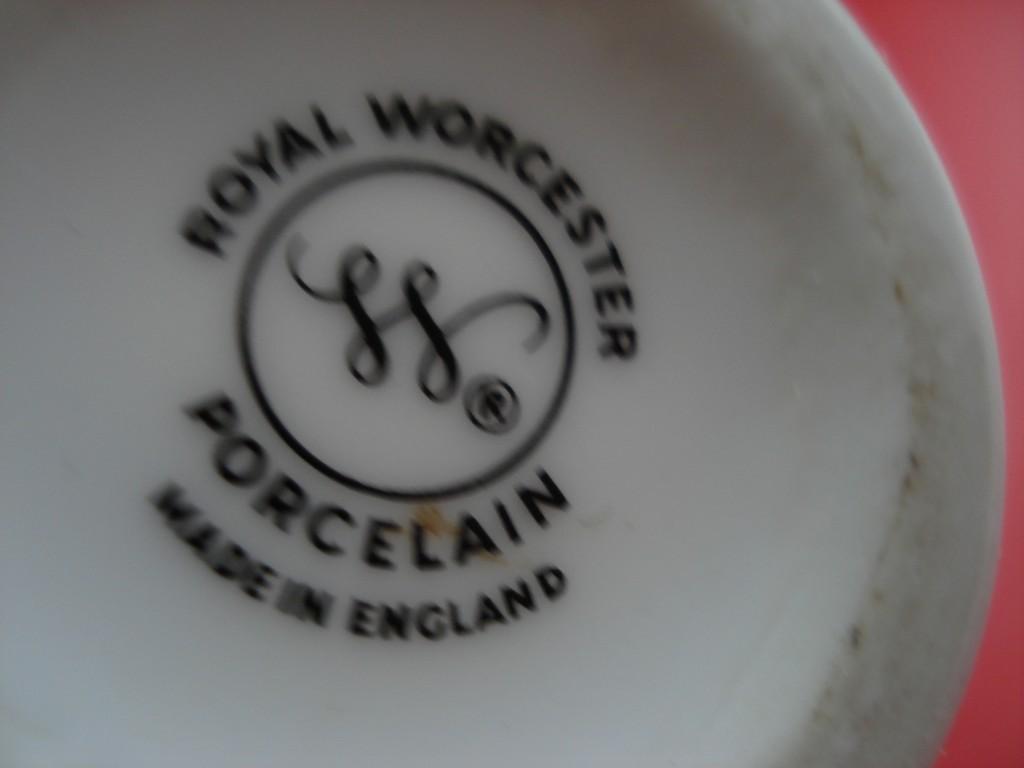 ROYAL WORCESTER
W®
PORCELAIN
MADE IN ENGLAND